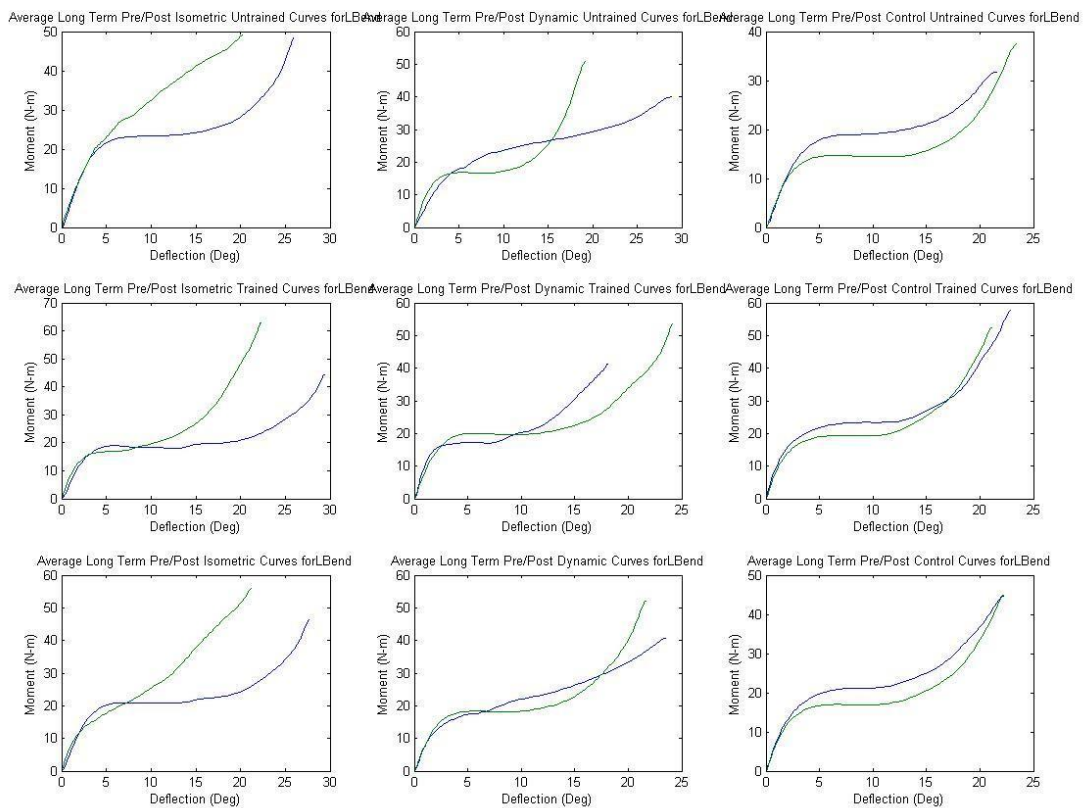 Average Long Term Pre/Post Isometric Untrained Curves forLBend
Average Long Term Pre/Post Dynamic Untrained Curves forLBend
Average Long Term Pre/Post Control Untrained Curves forLBend
50
40
30
20
10
0
Moment (N-m)
0 5 10 15 20 25 30
Deflection (Deg)
60
50
40
30
20
10
0
Moment (N-m)
0 5 10 15 20 25 30
Deflection (Deg)
40
30
20
10
0
Moment (N-m)
0 5 10 15 20 25
Deflection (Deg)
Average Long Term Pre/Post Isometric Trained Curves forLBend
Average Long Term Pre/Post Dynamic Trained Curves forLBend
Average Long Term Pre/Post Control Trained Curves forLBend
70
60
50
40
30
20
10
0
Moment (N-m)
0 5 10 15 20 25 30
Deflection (Deg)
60
50
40
30
20
10
0
Moment (N-m)
0 5 10 15 20 25
Deflection (Deg)
60
50
40
30
20
10
0
Moment (N-m)
0 5 10 15 20 25
Deflection (Deg)
Average Long Term Pre/Post Isometric Curves forLBend
Average Long Term Pre/Post Dynamic Curves forLBend
Average Long Term Pre/Post Control Curves forLBend
60
50
40
30
20
10
0
Moment (N-m)
0 5 10 15 20 25 30
Deflection (Deg)
60
50
40
30
20
10
0
Moment (N-m)
0 5 10 15 20 25
Deflection (Deg)
50
40
30
20
10
0
Moment (N-m)
0 5 10 15 20 25
Deflection (Deg)